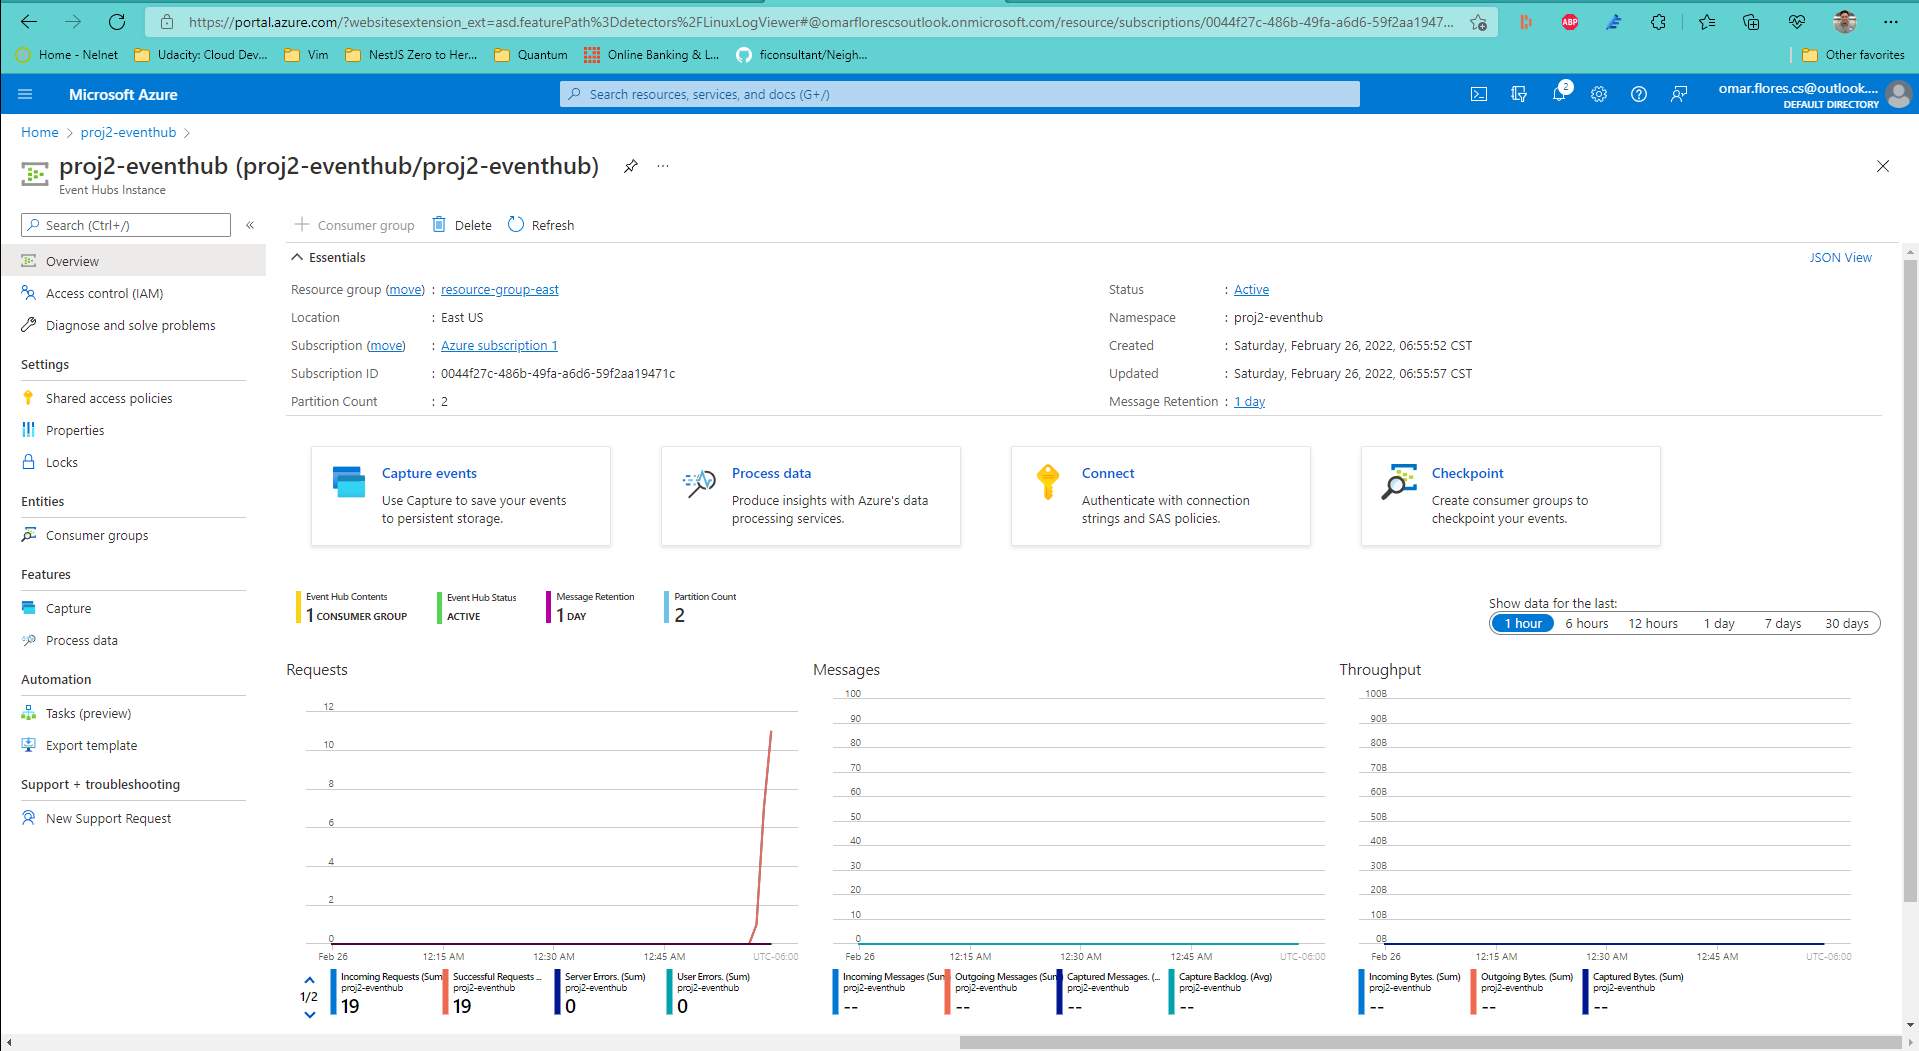 https://portal.azure.com/?websitesextension_ext=asd.featurePath%3Ddetectors%2FLinuxLogViewer#@omarflorescsoutlook.onmicrosoft.com/resource/subscriptions/0044f27c-486b-49fa-a6d6-59f2aa1947...
ABP
Home - Nelnet
Udacity: Cloud Dev...
Vim
NestJS Zero to Her...
Quantum
Online Banking & L...
ficonsultant/Neigh...
Other favorites
Microsoft Azure
Search resources, services, and docs (G+/)
2
omar.flores.cs@outlook....
DEFAULT DIRECTORY
Home > proj2-eventhub >
proj2-eventhub (proj2-eventhub/proj2-eventhub)
Event Hubs Instance
Search (Ctrl+/)
«
Overview
Access control (IAM)
Diagnose and solve problems
Settings
Shared access policies
Properties
Locks
Entities
Consumer groups
Features
Capture
Process data
Automation
Tasks (preview)
Export template
Support + troubleshooting
New Support Request
Consumer group
Delete
Refresh
Essentials
JSON View
Resource group (move) : resource-group-east
Location : East US
Subscription (move) : Azure subscription 1
Subscription ID : 0044f27c-486b-49fa-a6d6-59f2aa19471c
Partition Count : 2
Status : Active
Namespace : proj2-eventhub
Created : Saturday, February 26, 2022, 06:55:52 CST
Updated : Saturday, February 26, 2022, 06:55:57 CST
Message Retention : 1 day
Capture events
Use Capture to save your events
to persistent storage.
Process data
Produce insights with Azure's data
processing services.
Connect
Authenticate with connection
strings and SAS policies.
Checkpoint
Create consumer groups to
checkpoint your events.
Event Hub Contents
1 CONSUMER GROUP
Event Hub Status
ACTIVE
Message Retention
1 DAY
Partition Count
2
Show data for the last:
1 hour
6 hours
12 hours
1 day
7 days
30 days
Requests
12
10
8
6
4
2
0
Feb 26
12:15 AM
12:30 AM
12:45 AM
UTC-06:00
1/2
Incoming Requests (Sum)
proj2-eventhub
19
Successful Requests ...
proj2-eventhub
19
Server Errors. (Sum)
proj2-eventhub
0
User Errors. (Sum)
proj2-eventhub
0
Messages
100
90
80
70
60
50
40
30
20
10
0
Feb 26
12:15 AM
12:30 AM
12:45 AM
UTC-06:00
Incoming Messages (Sum
proj2-eventhub
--
Outgoing Messages (Sum
proj2-eventhub
--
Captured Messages. (...
proj2-eventhub
--
Capture Backlog. (Avg)
proj2-eventhub
--
Throughput
100B
90B
80B
70B
60B
50B
40B
30B
20B
10B
0B
Feb 26
12:15 AM
12:30 AM
12:45 AM
UTC-06:00
Incoming Bytes. (Sum)
proj2-eventhub
--
Outgoing Bytes. (Sum)
proj2-eventhub
--
Captured Bytes. (Sum)
proj2-eventhub
--